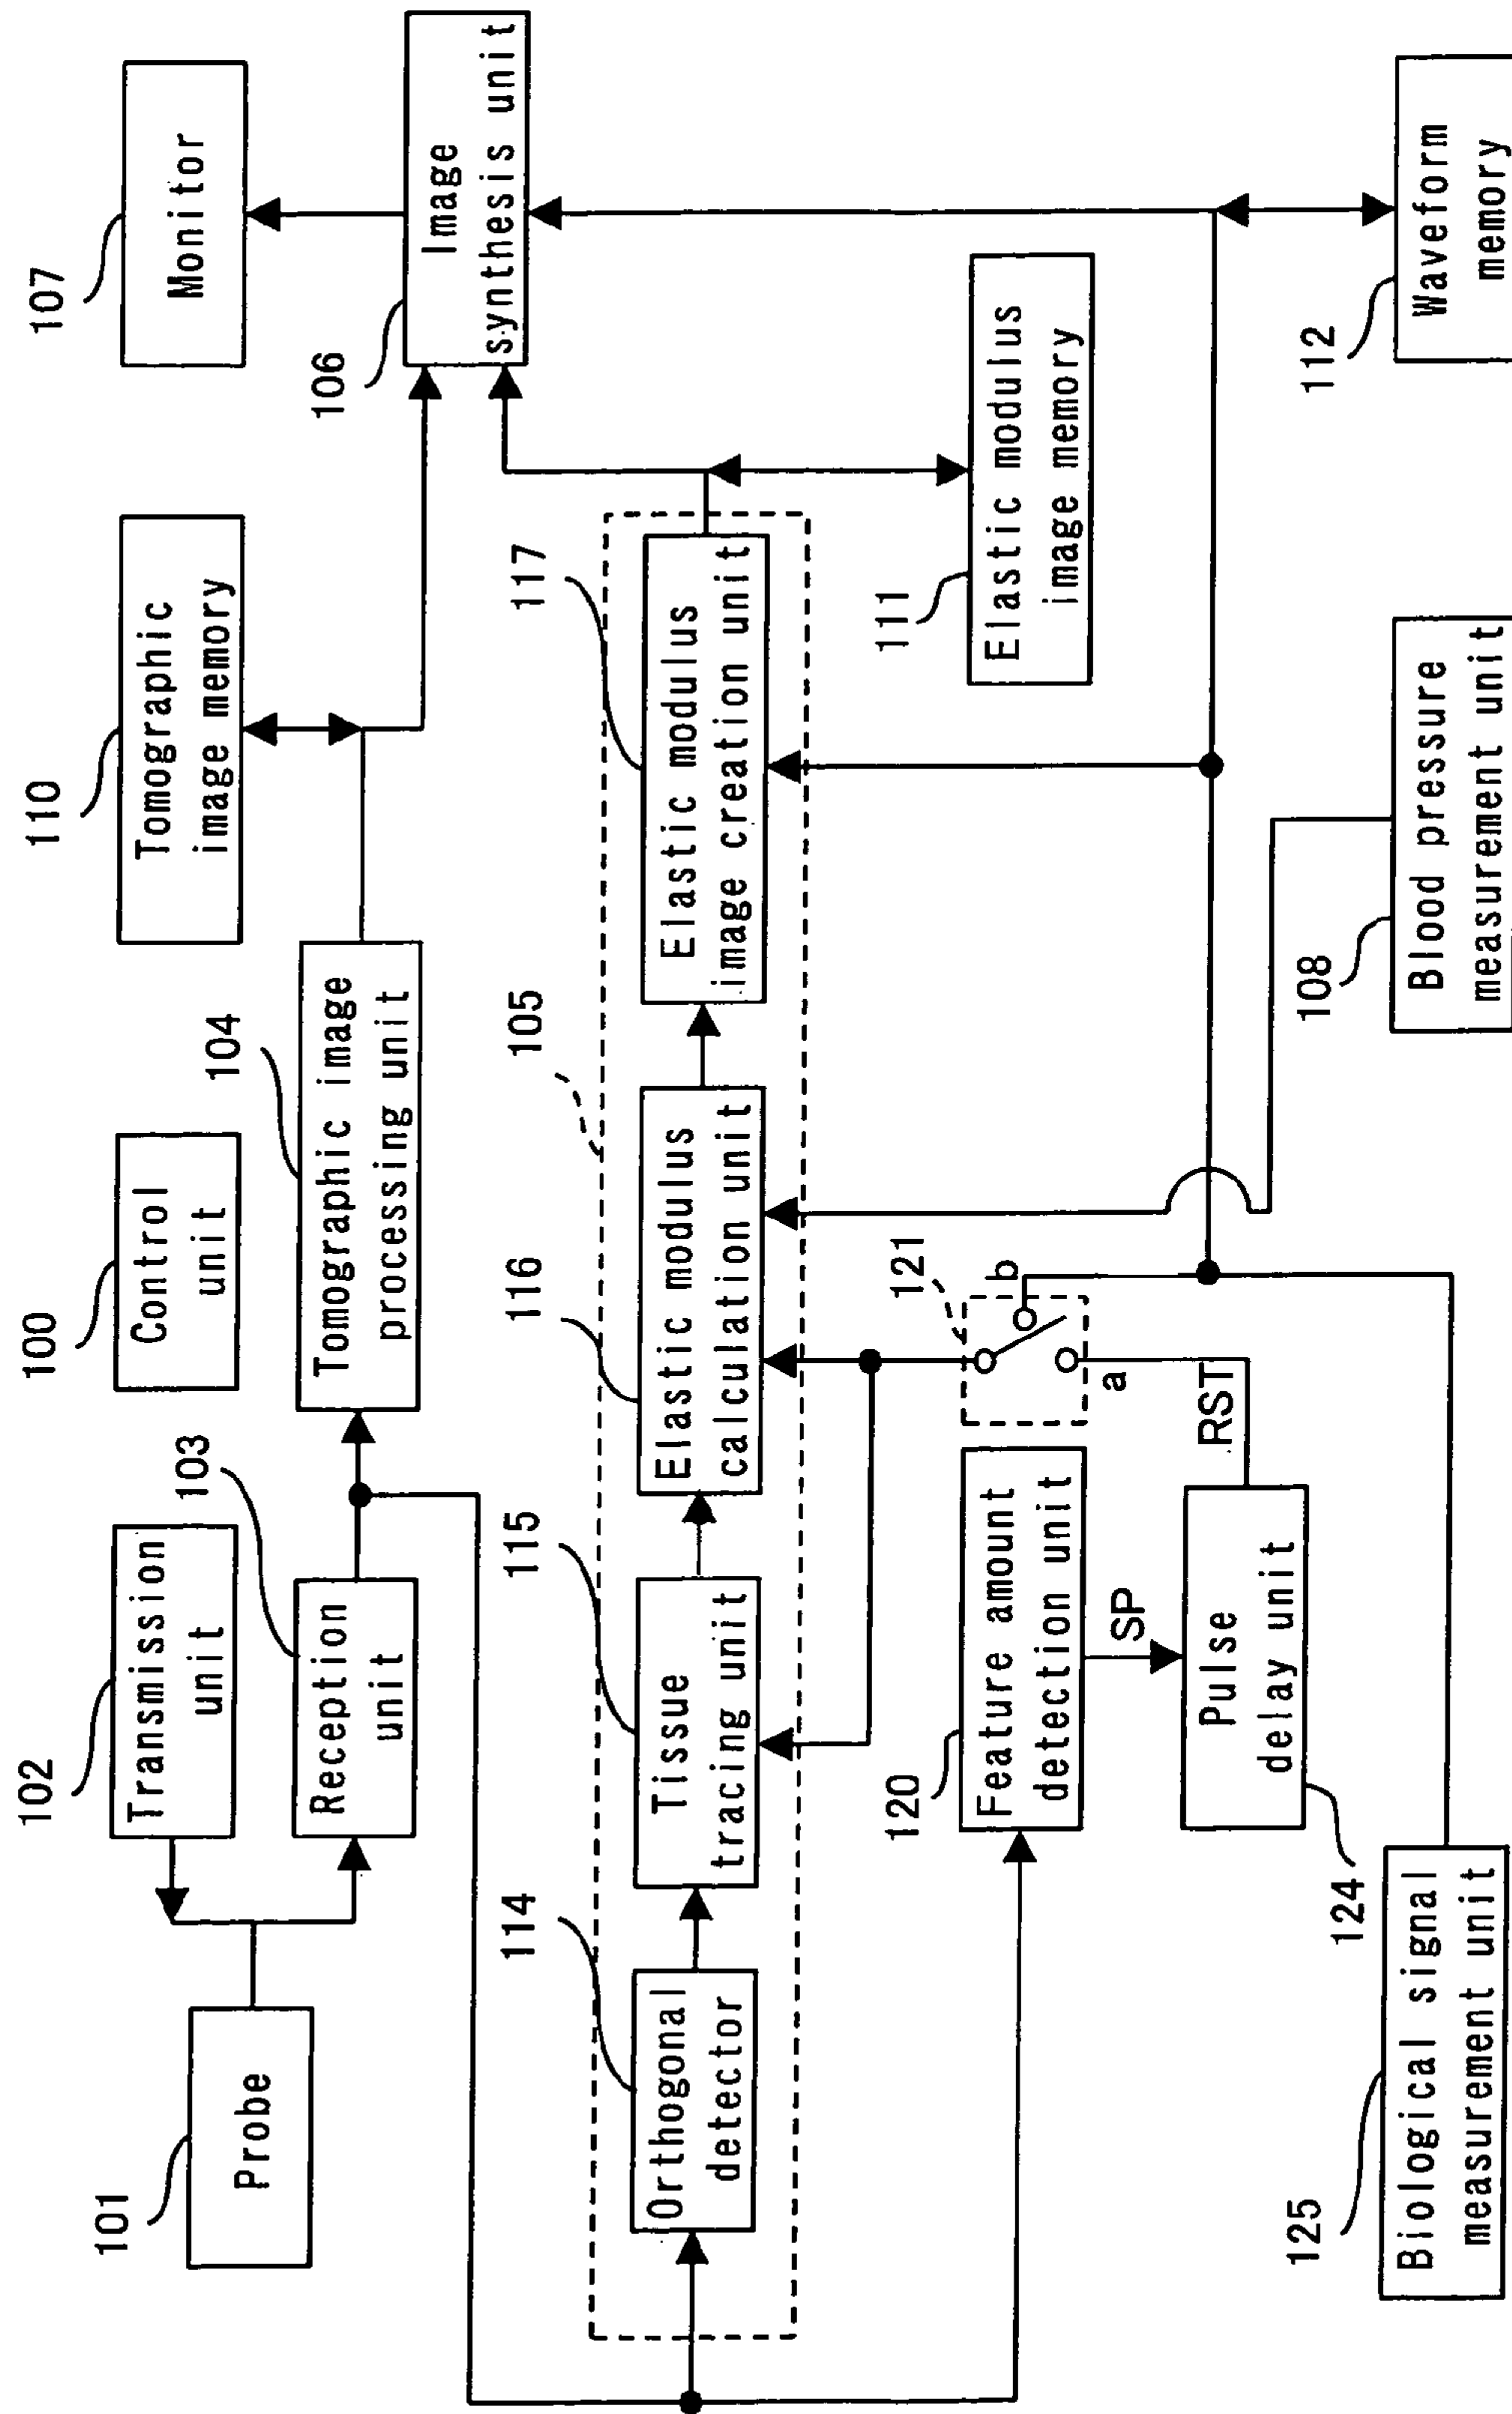 101
Probe
102
Transmission
unit
103
Reception
unit
100
Control
unit
104
Tomographic image
processing unit
110
Tomographic
image memory
107
Monitor
106
Image
synthesis unit
105
114
Orthogonal
detector
115
Tissue
tracing unit
116
Elastic modulus
calculation unit
117
Elastic modulus
image creation unit
111
Elastic modulus
image memory
120
Feature amount
detection unit
SP
121
b
a
RST
124
Pulse
delay unit
125
Biological signal
measurement unit
108
Blood pressure
measurement unit
112
Waveform
memory